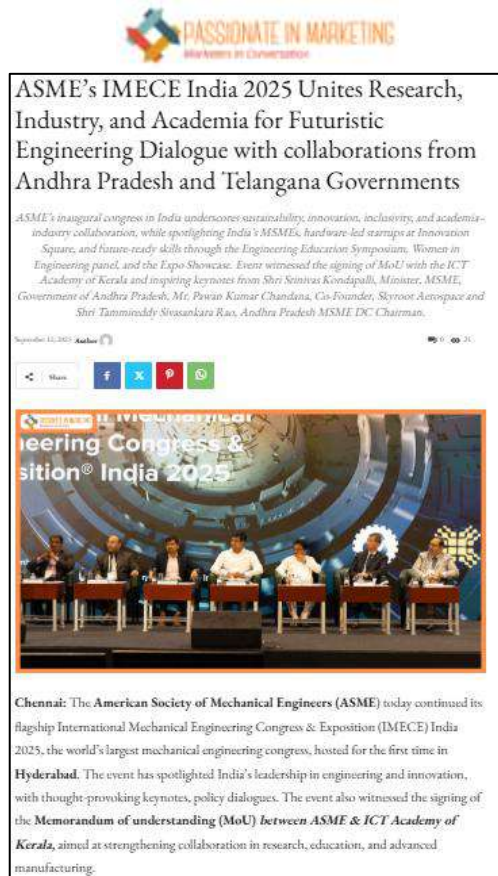 PASSIONATE IN MARKETING
Marketers in Conversation
ASME's IMECE India 2025 Unites Research,
Industry, and Academia for Futuristic
Engineering Dialogue with collaborations from
Andhra Pradesh and Telangana Governments
ASME's inaugural congress in India underscores sustainability, innovation, inclusivity, and academia–
industry collaboration, while spotlighting India's MSMEs, hardware-led startups at Innovation
Square, and future-ready skills through the Engineering Education Symposium, Women in
Engineering panel, and the Expo Showcase. Event witnessed the signing of MoU with the ICT
Academy of Kerala and inspiring keynotes from Shri Srinivas Kondapalli, Minister, MSME,
Government of Andhra Pradesh, Mr. Pawan Kumar Chandana, Co-Founder, Skyroot Aerospace and
Shri Tammireddy Sivasankara Rao, Andhra Pradesh MSME DC Chairman.
September 12, 2025 Author 0 21
Share
neering Congress &
sition® India 2025
Chennai: The American Society of Mechanical Engineers (ASME) today continued its
flagship International Mechanical Engineering Congress & Exposition (IMECE) India
2025, the world's largest mechanical engineering congress, hosted for the first time in
Hyderabad. The event has spotlighted India's leadership in engineering and innovation,
with thought-provoking keynotes, policy dialogues. The event also witnessed the signing of
the Memorandum of understanding (MoU) between ASME & ICT Academy of
Kerala, aimed at strengthening collaboration in research, education, and advanced
manufacturing.